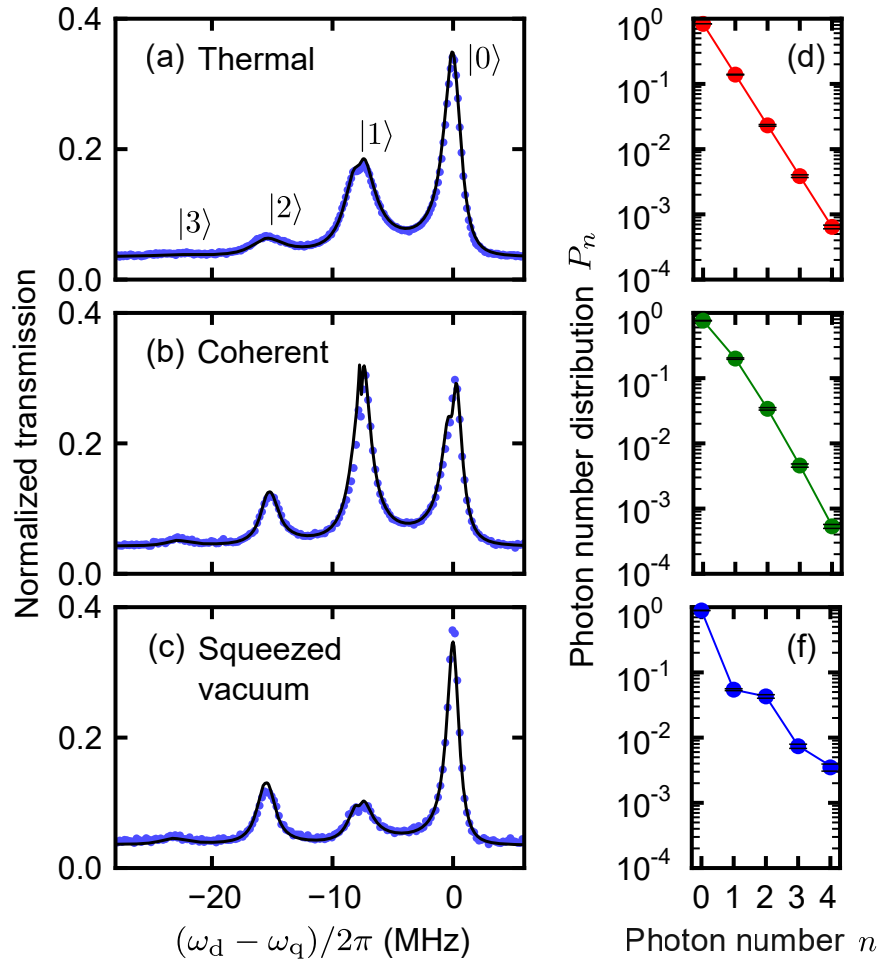 Normalized transmission
0.4
0.2
0.0
(a) Thermal
|3⟩
|2⟩
|1⟩
|0⟩
0.4
0.2
0.0
(b) Coherent
0.4
0.2
0.0
(c) Squeezed
vacuum
−20 −10 0
(ω_d − ω_q)/2π (MHz)
Photon number distribution P_n
10^0
10^-1
10^-2
10^-3
10^-4
(d)
10^0
10^-1
10^-2
10^-3
10^-4
10^0
10^-1
10^-2
10^-3
10^-4
(f)
0 1 2 3 4
Photon number n